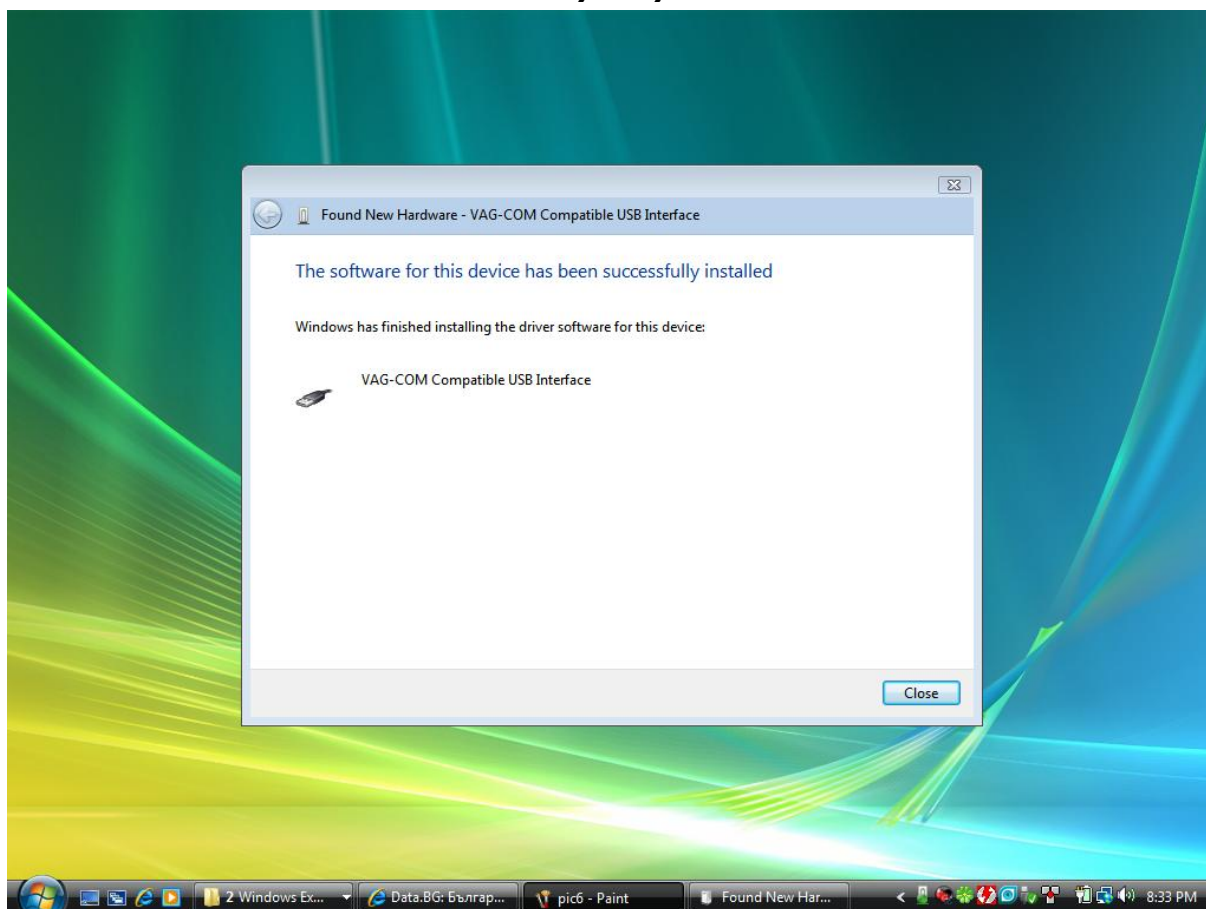 Found New Hardware - VAG-COM Compatible USB Interface
The software for this device has been successfully installed
Windows has finished installing the driver software for this device:
VAG-COM Compatible USB Interface
Close
2 Windows Ex...
Data.BG: Българ...
pic6 - Paint
Found New Har...
8:33 PM